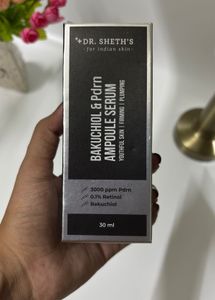 DR. SHETH'S
for indian skin
BAKUCHIOL & Pdrn
AMPOULE SERUM
YOUTHFUL SKIN | FIRMING | PLUMPING
3000 ppm Pdrn
0.1% Retinol
Bakuchiol
30 ml